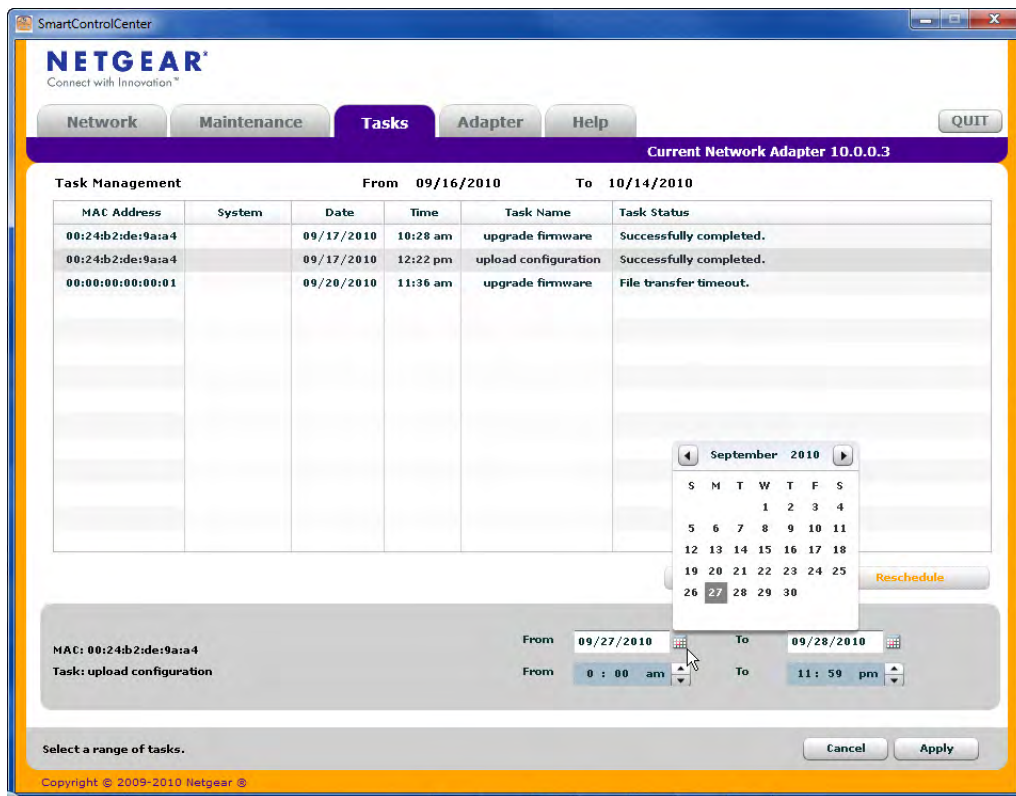 SmartControlCenter
NETGEAR®
Connect with Innovation™
Network Maintenance Tasks Adapter Help QUIT
Current Network Adapter 10.0.0.3
Task Management From 09/16/2010 To 10/14/2010
MAC Address System Date Time Task Name Task Status
00:24:b2:de:9a:a4 09/17/2010 10:28 am upgrade firmware Successfully completed.
00:24:b2:de:9a:a4 09/17/2010 12:22 pm upload configuration Successfully completed.
00:00:00:00:00:01 09/20/2010 11:36 am upgrade firmware File transfer timeout.
September 2010
S M T W T F S
1 2 3 4
5 6 7 8 9 10 11
12 13 14 15 16 17 18
19 20 21 22 23 24 25
26 27 28 29 30
Reschedule
MAC: 00:24:b2:de:9a:a4
From 09/27/2010 To 09/28/2010
Task: upload configuration
From 0 : 00 am To 11 : 59 pm
Select a range of tasks.
Cancel Apply
Copyright © 2009-2010 Netgear ®